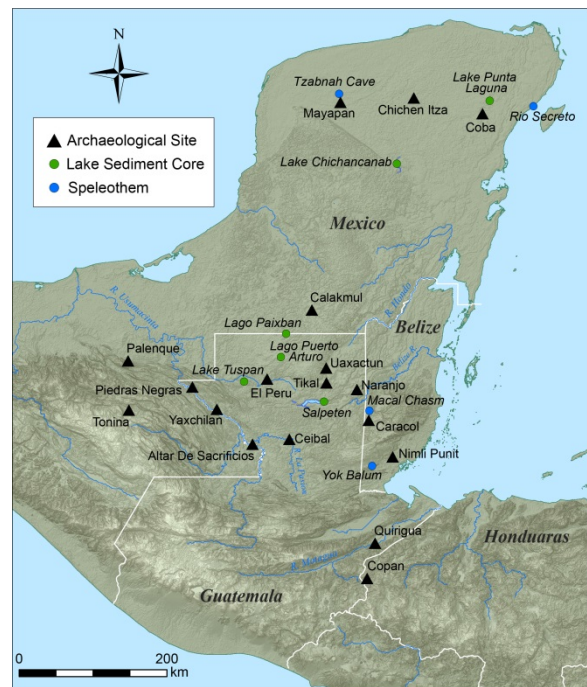 N
Archaeological Site
Lake Sediment Core
Speleothem
Tzabnah Cave
Mayapan
Chichen Itza
Lake Punta
Laguna
Coba
Rio Secreto
Lake Chichancanab
Mexico
R. Usumacinta
Calakmul
R. Hondo
Lago Paixban
Belize
Lago Puerto
Arturo
Palenque
Uaxactun
Belize R.
Lake Tuspan
El Peru
Tikal
Naranjo
Piedras Negras
Macal Chasm
Salpeten
Tonina
Yaxchilan
Caracol
Ceibal
Altar De Sacrificios
R. La Pasion
Nimli Punit
Yok Balum
Quirigua
Honduaras
R. Motagua
Copan
Guatemala
0
200
km